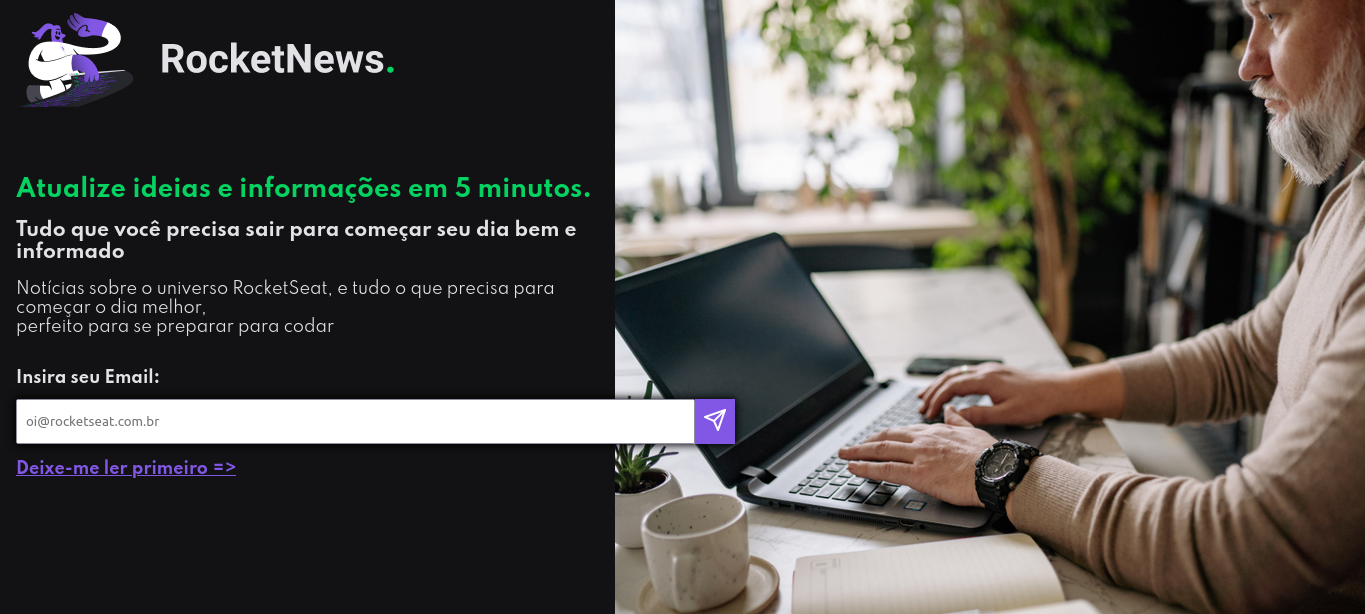 RocketNews.
Atualize ideias e informações em 5 minutos.
Tudo que você precisa sair para começar seu dia bem e
informado
Notícias sobre o universo RocketSeat, e tudo o que precisa para
começar o dia melhor,
perfeito para se preparar para codar
Insira seu Email:
oi@rocketseat.com.br
Deixe-me ler primeiro =>